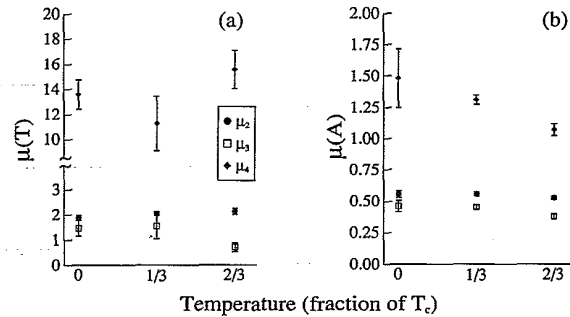 (a)
20
18
16
14
12
10
3
2
1
0
μ(T)
0 1/3 2/3
μ₂
μ₃
μ₄
(b)
2.00
1.75
1.50
1.25
1.00
0.75
0.50
0.25
0.00
μ(A)
0 1/3 2/3
Temperature (fraction of T_c)